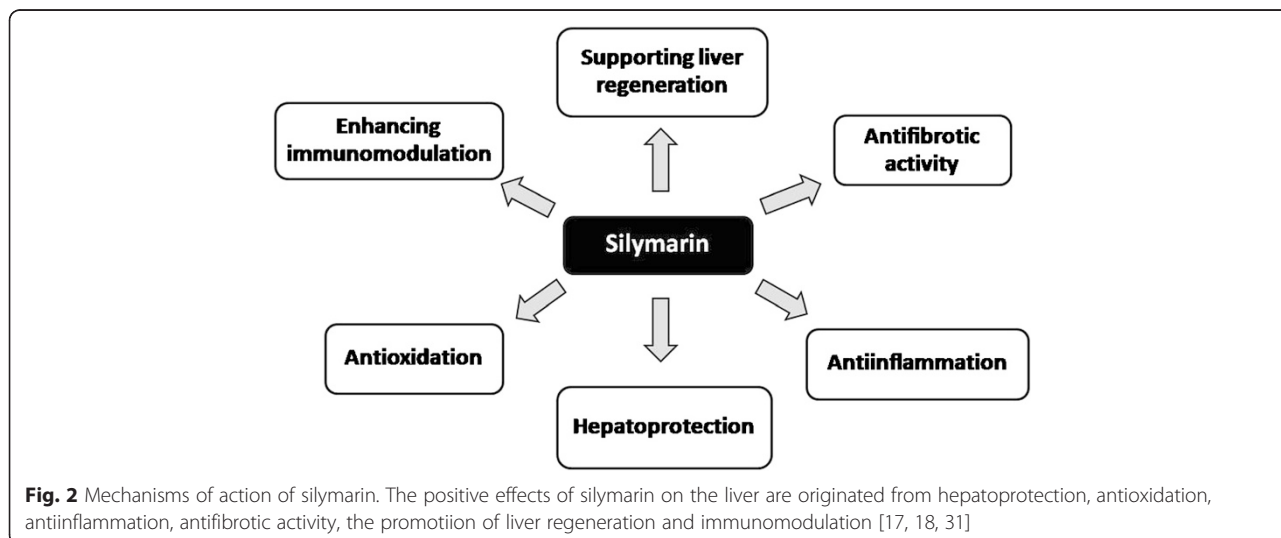 Supporting liver
regeneration
Enhancing
immunomodulation
Antifibrotic
activity
Silymarin
Antioxidation
Antiinflammation
Hepatoprotection
Fig. 2 Mechanisms of action of silymarin. The positive effects of silymarin on the liver are originated from hepatoprotection, antioxidation,
antiinflammation, antifibrotic activity, the promotiion of liver regeneration and immunomodulation [17, 18, 31]